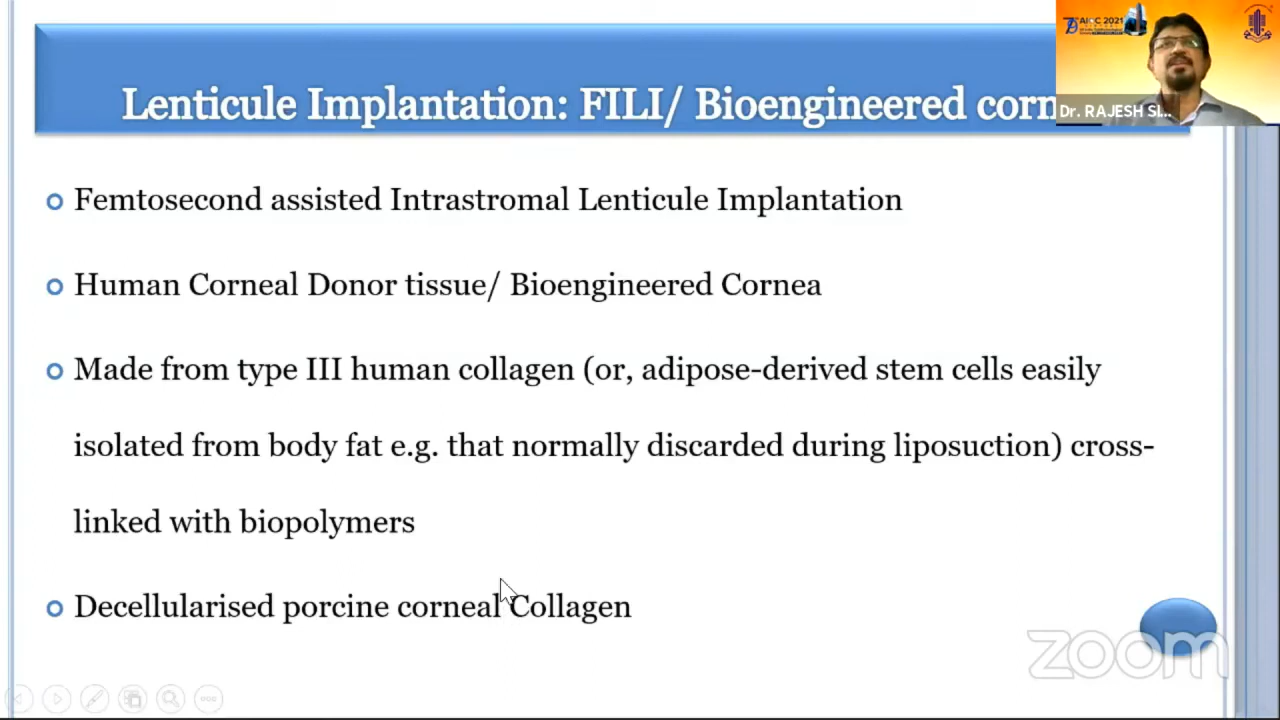 Lenticule Implantation: FILI/ Bioengineered corn
AIOC 2021
Dr. RAJESH SI...
Femtosecond assisted Intrastromal Lenticule Implantation
Human Corneal Donor tissue/ Bioengineered Cornea
Made from type III human collagen (or, adipose-derived stem cells easily
isolated from body fat e.g. that normally discarded during liposuction) cross-
linked with biopolymers
Decellularised porcine corneal Collagen
zoom